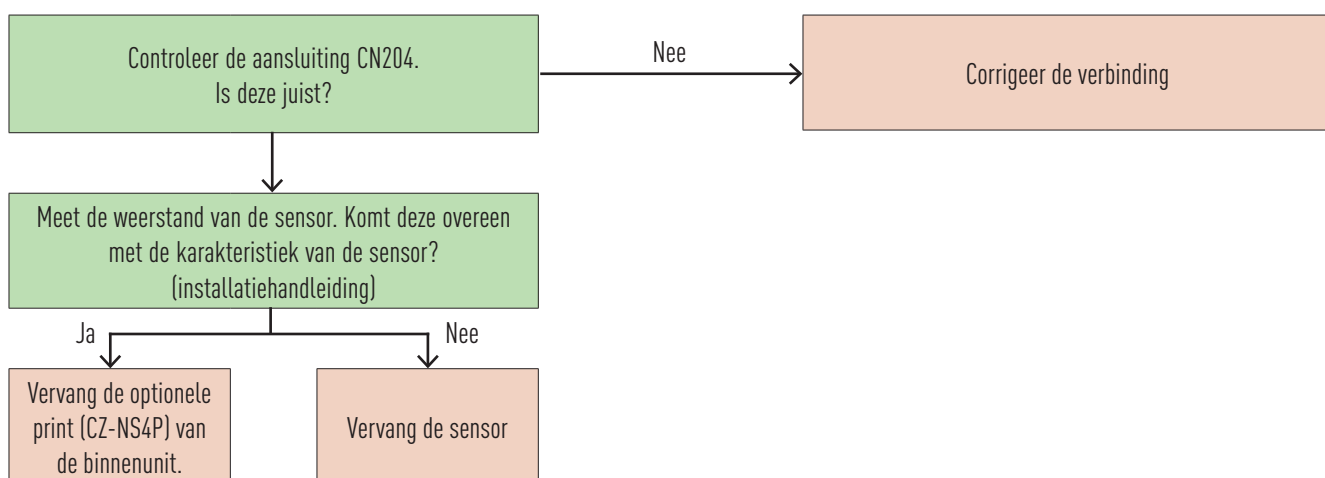 Controleer de aansluiting CN204.
Is deze juist?
Nee
Corrigeer de verbinding
Meet de weerstand van de sensor. Komt deze overeen
met de karakteristiek van de sensor?
(installatiehandleiding)
Ja
Nee
Vervang de optionele
print (CZ-NS4P) van
de binnenunit.
Vervang de sensor